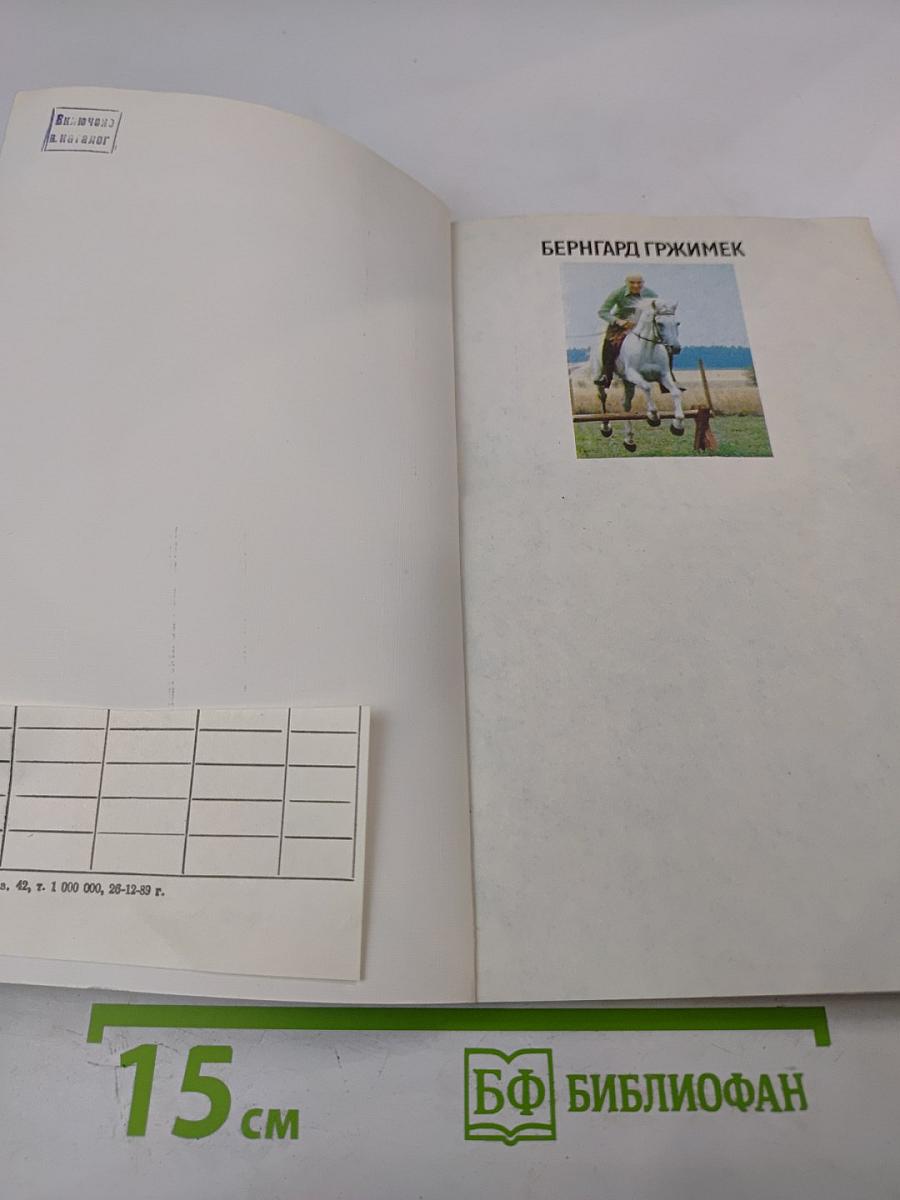 Включено
в каталог
БЕРНГАРД ГРЖИМЕК
з. 42, т. 1 000 000, 26-12-89 г.
15 см
БФ БИБЛИОФАН